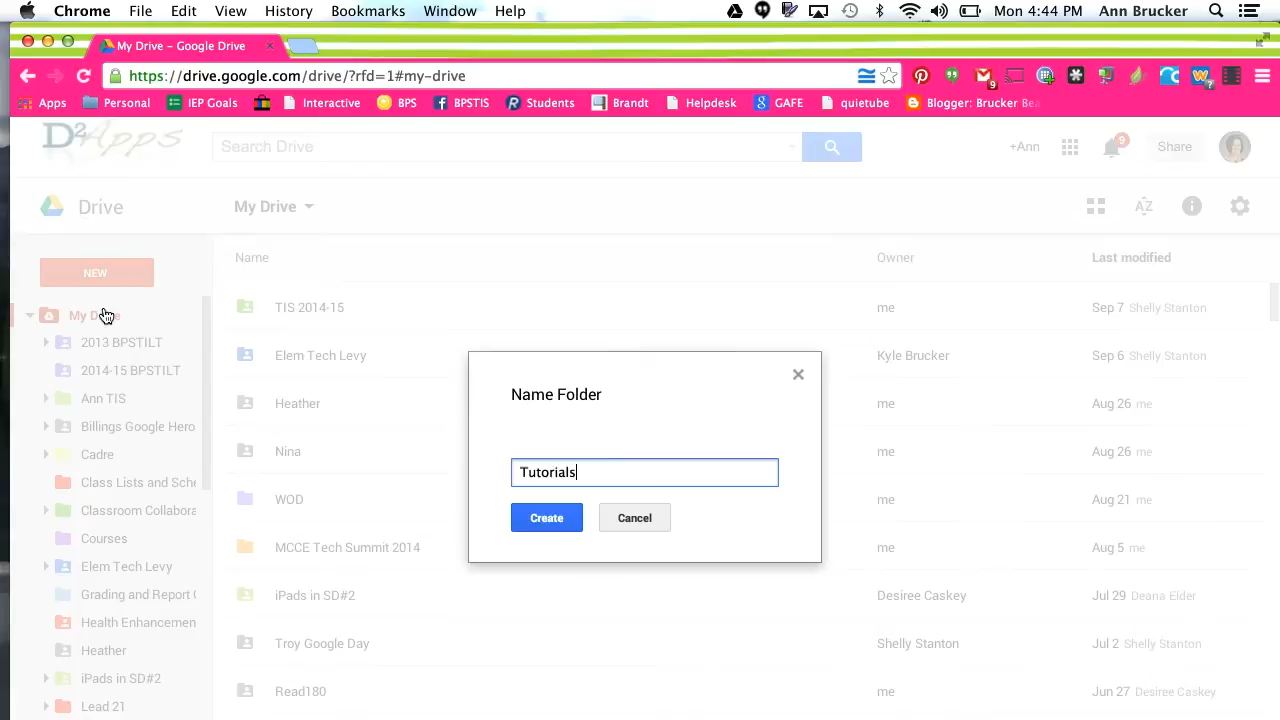 Chrome File Edit View History Bookmarks Window Help Mon 4:44 PM Ann Brucker
My Drive – Google Drive
https://drive.google.com/drive/?rfd=1#my-drive
9
?
Apps Personal IEP Goals Interactive BPS BPSTIS Students Brandt Helpdesk GAFE quietube Blogger: Brucker Bea
D2Apps Search Drive +Ann 9 Share
Drive My Drive AZ
NEW
Name Owner Last modified
My Drive
TIS 2014-15 me Sep 7 Shelly Stanton
2013 BPSTILT
Elem Tech Levy Kyle Brucker Sep 6 Shelly Stanton
2014-15 BPSTILT
Ann TIS
Heather me Aug 26 me
Billings Google Hero
Nina me Aug 26 me
Cadre
Class Lists and Sche
WOD me Aug 21 me
Classroom Collabora
Courses
MCCE Tech Summit 2014 me Aug 5 me
Elem Tech Levy
iPads in SD#2 Desiree Caskey Jul 29 Deana Elder
Grading and Report
Health Enhancemen
Troy Google Day Shelly Stanton Jul 2 Shelly Stanton
Heather
iPads in SD#2
Read180 me Jun 27 Desiree Caskey
Lead 21
Name Folder
Tutorials
Create Cancel